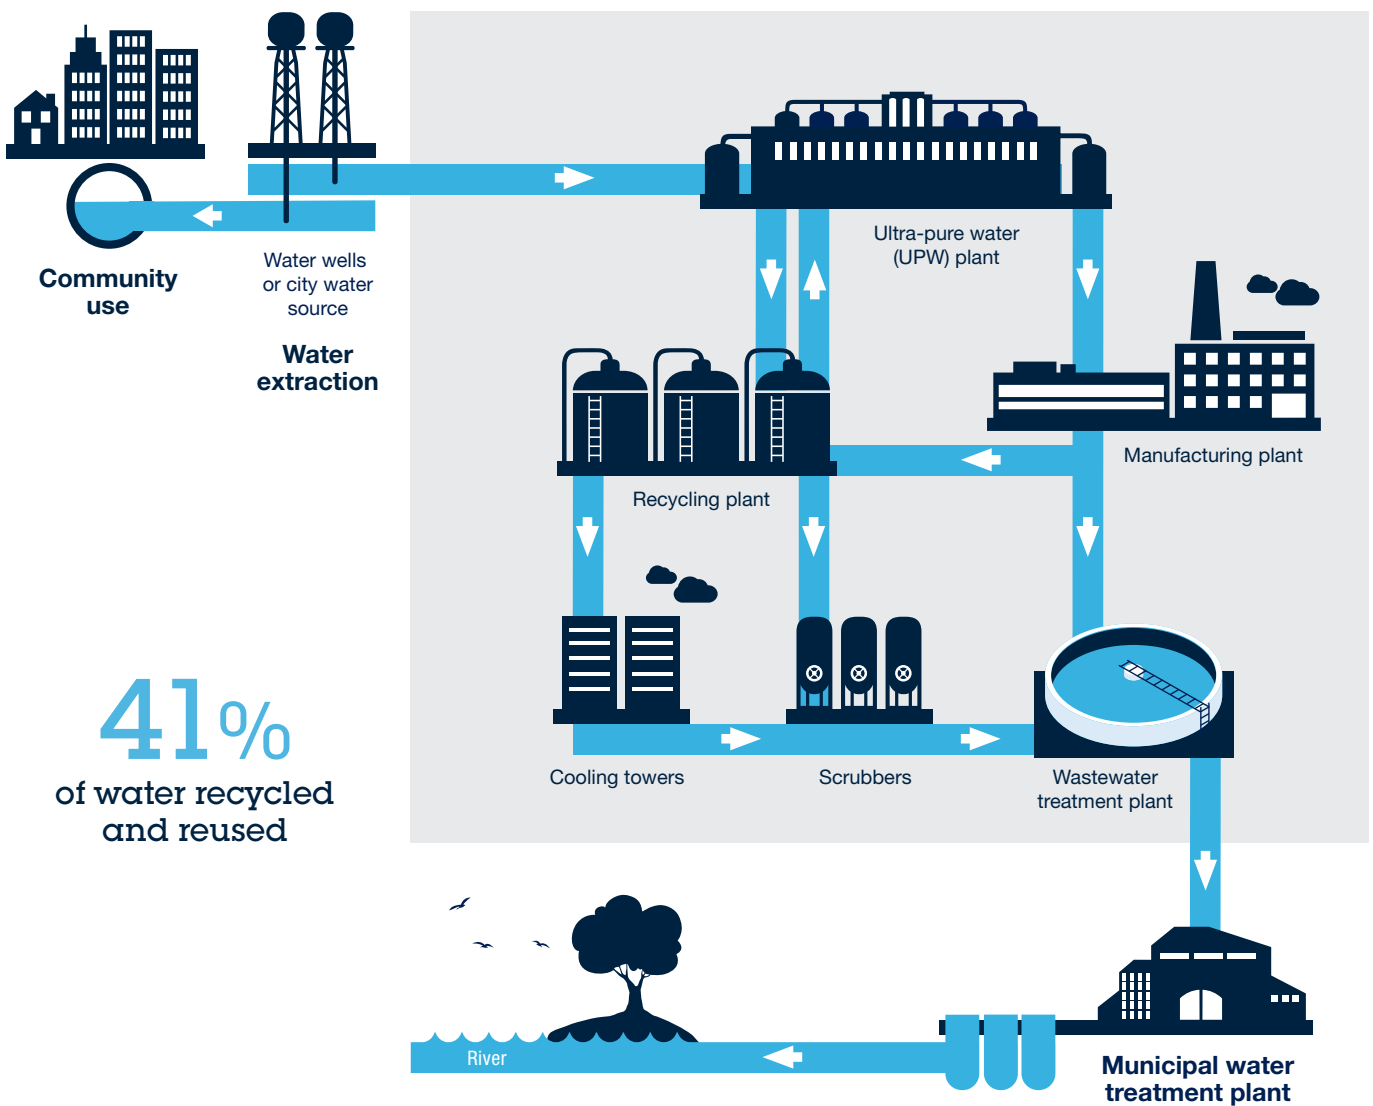 Community
use
Water wells
or city water
source
Water
extraction
Ultra-pure water
(UPW) plant
Manufacturing plant
Recycling plant
Cooling towers
Scrubbers
Wastewater
treatment plant
41%
of water recycled
and reused
River
Municipal water
treatment plant